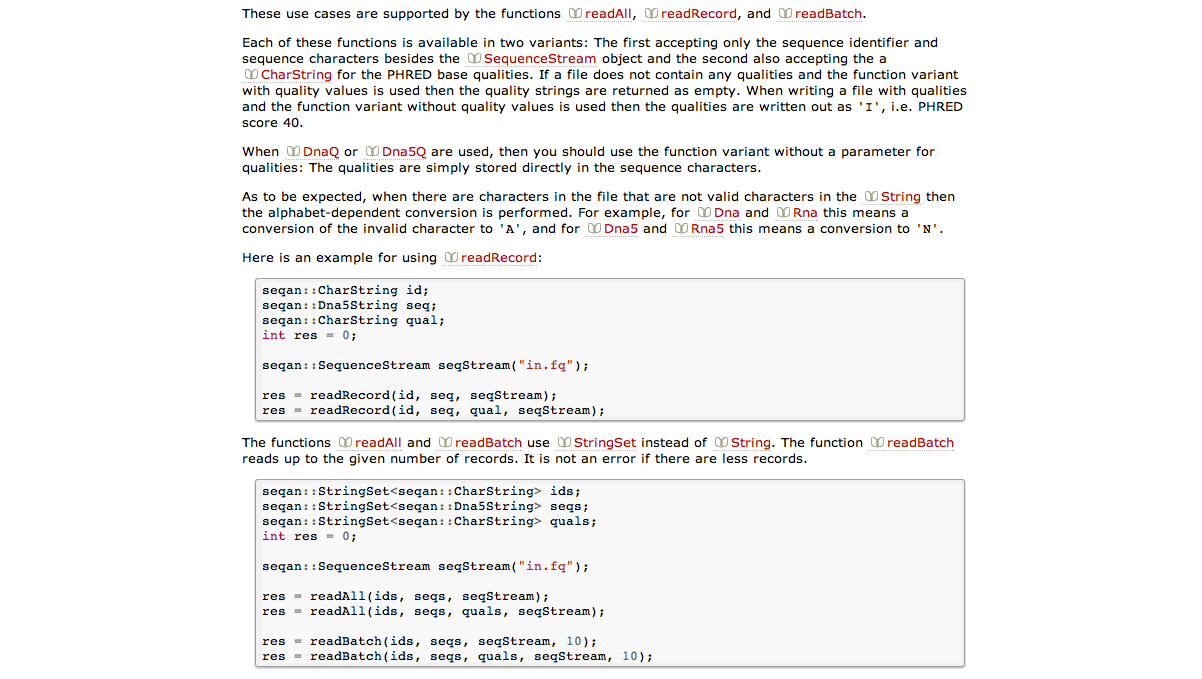 These use cases are supported by the functions readAll, readRecord, and readBatch.
Each of these functions is available in two variants: The first accepting only the sequence identifier and
sequence characters besides the SequenceStream object and the second also accepting the a
CharString for the PHRED base qualities. If a file does not contain any qualities and the function variant
with quality values is used then the quality strings are returned as empty. When writing a file with qualities
and the function variant without quality values is used then the qualities are written out as 'I', i.e. PHRED
score 40.
When DnaQ or Dna5Q are used, then you should use the function variant without a parameter for
qualities: The qualities are simply stored directly in the sequence characters.
As to be expected, when there are characters in the file that are not valid characters in the String then
the alphabet-dependent conversion is performed. For example, for Dna and Rna this means a
conversion of the invalid character to 'A', and for Dna5 and Rna5 this means a conversion to 'N'.
Here is an example for using readRecord:
seqan::CharString id;
seqan::Dna5String seq;
seqan::CharString qual;
int res = 0;
seqan::SequenceStream seqStream("in.fq");
res = readRecord(id, seq, seqStream);
res = readRecord(id, seq, qual, seqStream);
The functions readAll and readBatch use StringSet instead of String. The function readBatch
reads up to the given number of records. It is not an error if there are less records.
seqan::StringSet<seqan::CharString> ids;
seqan::StringSet<seqan::Dna5String> seqs;
seqan::StringSet<seqan::CharString> quals;
int res = 0;
seqan::SequenceStream seqStream("in.fq");
res = readAll(ids, seqs, seqStream);
res = readAll(ids, seqs, quals, seqStream);
res = readBatch(ids, seqs, seqStream, 10);
res = readBatch(ids, seqs, quals, seqStream, 10);